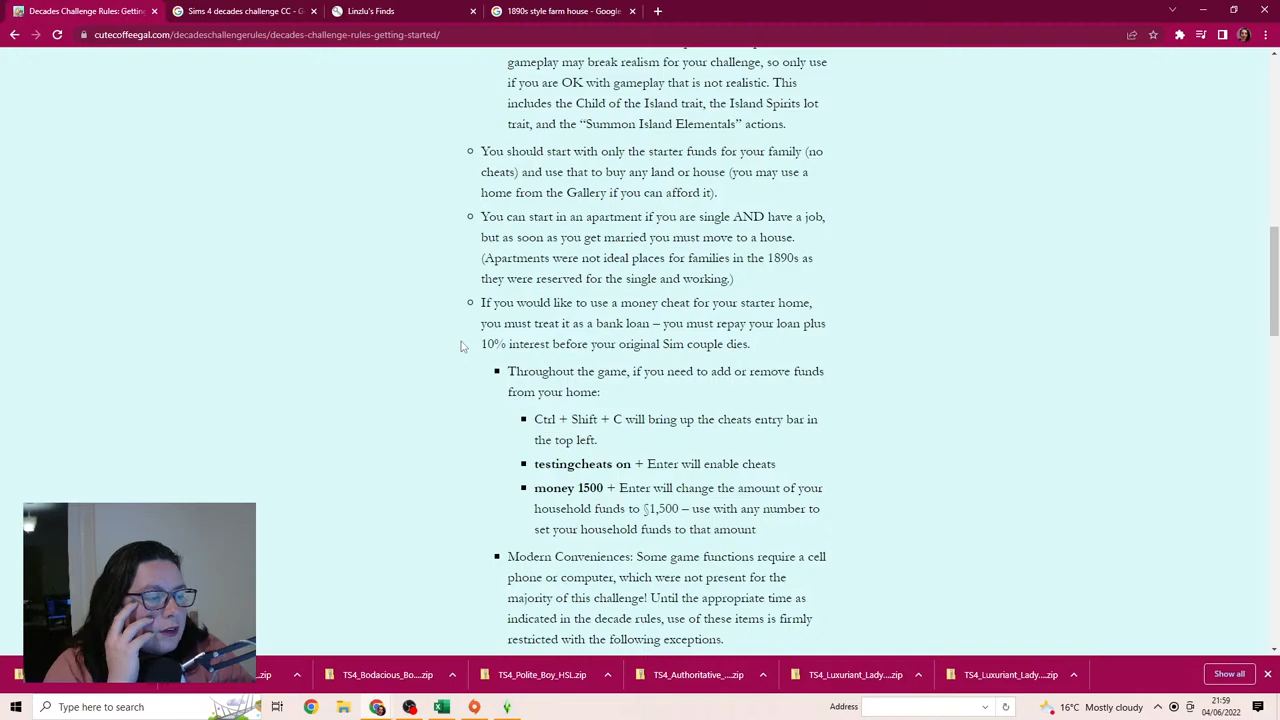 Decades Challenge Rules: Getting
Sims 4 decades challenge CC - G
Linzlu's Finds
1890s style farm house - Google
cutecoffeegal.com/decadeschallengerules/decades-challenge-rules-getting-started/
gameplay may break realism for your challenge, so only use
if you are OK with gameplay that is not realistic. This
includes the Child of the Island trait, the Island Spirits lot
trait, and the “Summon Island Elementals” actions.
You should start with only the starter funds for your family (no
cheats) and use that to buy any land or house (you may use a
home from the Gallery if you can afford it).
You can start in an apartment if you are single AND have a job,
but as soon as you get married you must move to a house.
(Apartments were not ideal places for families in the 1890s as
they were reserved for the single and working.)
If you would like to use a money cheat for your starter home,
you must treat it as a bank loan – you must repay your loan plus
10% interest before your original Sim couple dies.
Throughout the game, if you need to add or remove funds
from your home:
Ctrl + Shift + C will bring up the cheats entry bar in
the top left.
testingcheats on + Enter will enable cheats
money 1500 + Enter will change the amount of your
household funds to §1,500 – use with any number to
set your household funds to that amount
Modern Conveniences: Some game functions require a cell
phone or computer, which were not present for the
majority of this challenge! Until the appropriate time as
indicated in the decade rules, use of these items is firmly
restricted with the following exceptions.
.zip
TS4_Bodacious_Bo....zip
TS4_Polite_Boy_HSL.zip
TS4_Authoritative_....zip
TS4_Luxuriant_Lady....zip
TS4_Luxuriant_Lady....zip
Show all
Type here to search
Address
16°C Mostly cloudy
21:59
04/06/2022